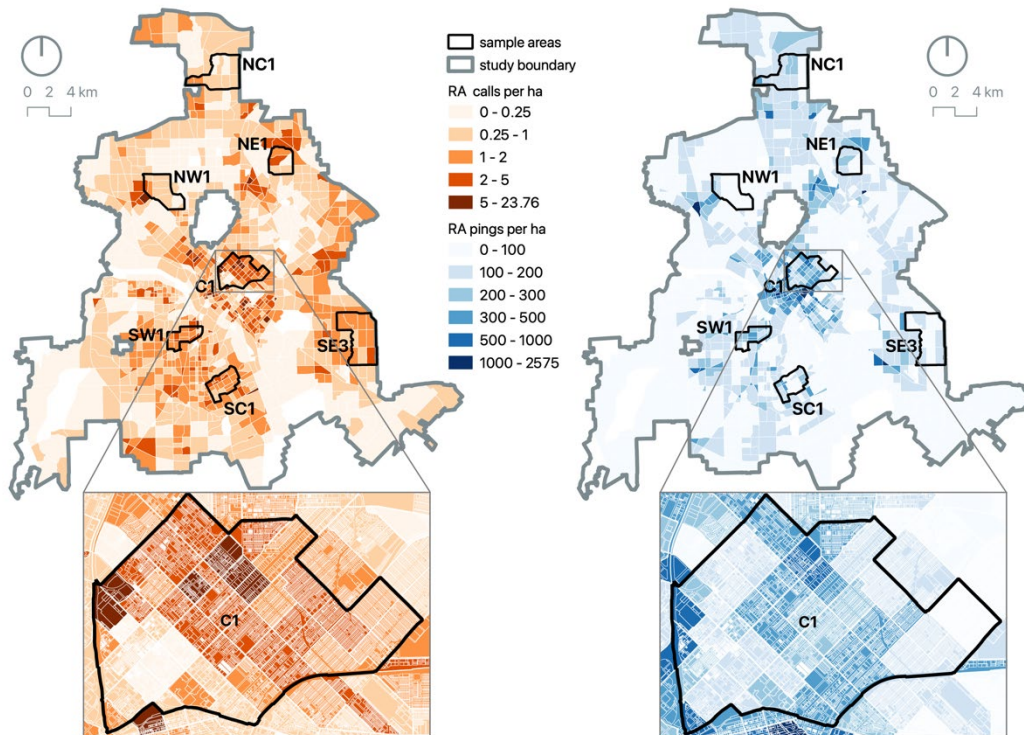 NC1
NE1
NW1
C1
SW1
SE3
SC1
0 2 4 km
sample areas
study boundary
RA calls per ha
0 - 0.25
0.25 - 1
1 - 2
2 - 5
5 - 23.76
RA pings per ha
0 - 100
100 - 200
200 - 300
300 - 500
500 - 1000
1000 - 2575
0 2 4 km
NC1
NE1
NW1
C1
SW1
SE3
SC1
C1
C1